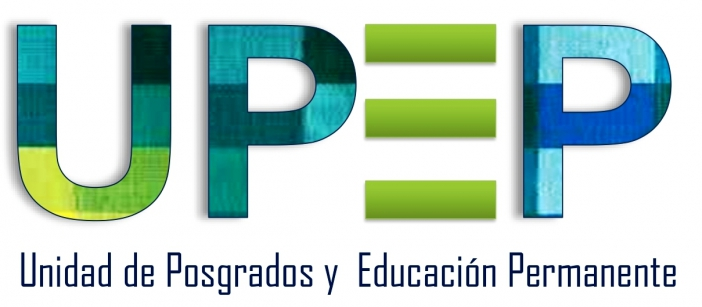 UPEP
Unidad de Posgrados y Educación Permanente